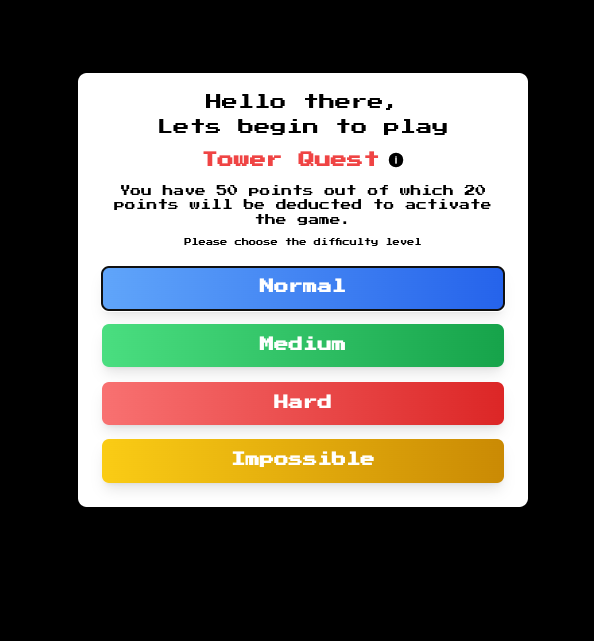 Hello there,
Lets begin to play
Tower Quest
You have 50 points out of which 20
points will be deducted to activate
the game.
Please choose the difficulty level
Normal
Medium
Hard
Impossible